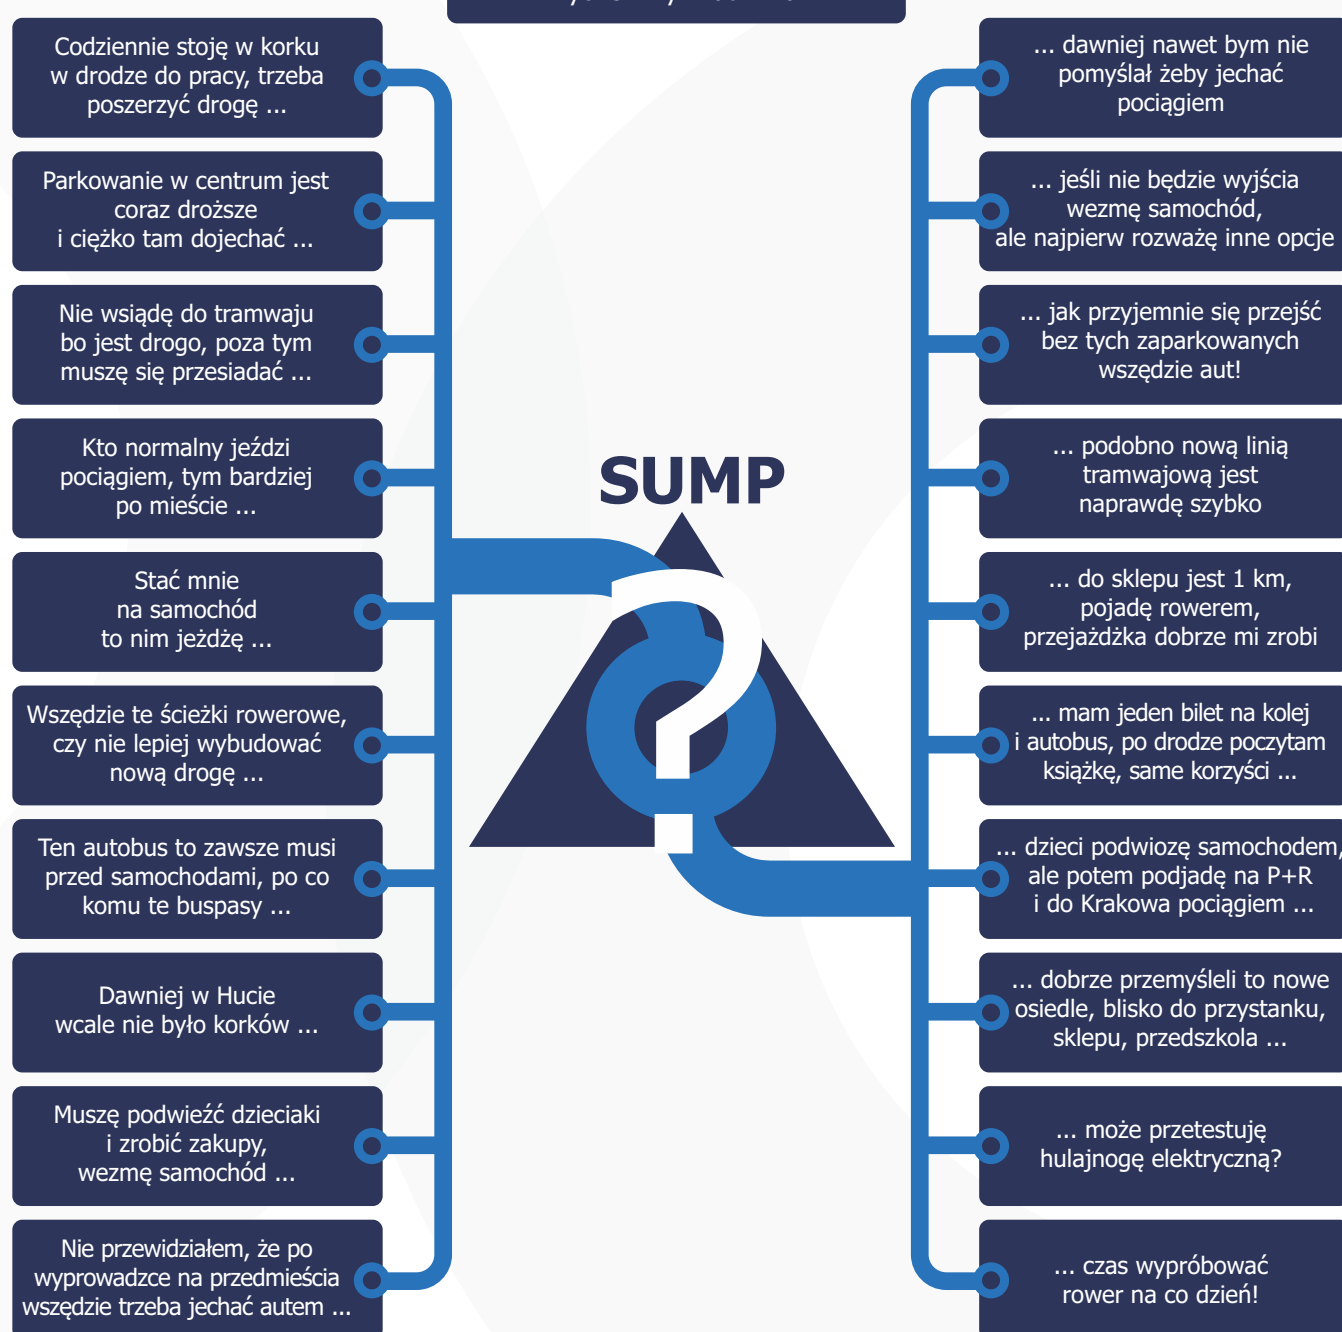 Codziennie stoję w korku
w drodze do pracy, trzeba
poszerzyć drogę ...
Parkowanie w centrum jest
coraz droższe
i ciężko tam dojechać ...
Nie wsiądę do tramwaju
bo jest drogo, poza tym
muszę się przesiadać ...
Kto normalny jeździ
pociągiem, tym bardziej
po mieście ...
Stać mnie
na samochód
to nim jeżdżę ...
Wszędzie te ścieżki rowerowe,
czy nie lepiej wybudować
nową drogę ...
Ten autobus to zawsze musi
przed samochodami, po co
komu te buspasy ...
Dawniej w Hucie
wcale nie było korków ...
Muszę podwieźć dzieciaki
i zrobić zakupy,
wezmę samochód ...
Nie przewidziałem, że po
wyprowadzce na przedmieścia
wszędzie trzeba jechać autem ...
SUMP
?
... dawniej nawet bym nie
pomyślał żeby jechać
pociągiem
... jeśli nie będzie wyjścia
wezmę samochód,
ale najpierw rozważę inne opcje
... jak przyjemnie się przejść
bez tych zaparkowanych
wszędzie aut!
... podobno nową linią
tramwajową jest
naprawdę szybko
... do sklepu jest 1 km,
pojadę rowerem,
przejażdżka dobrze mi zrobi
... mam jeden bilet na kolej
i autobus, po drodze poczytam
książkę, same korzyści ...
... dzieci podwiozę samochodem,
ale potem podjadę na P+R
i do Krakowa pociągiem ...
... dobrze przemyśleli to nowe
osiedle, blisko do przystanku,
sklepu, przedszkola ...
... może przetestuję
hulajnogę elektryczną?
... czas wypróbować
rower na co dzień!